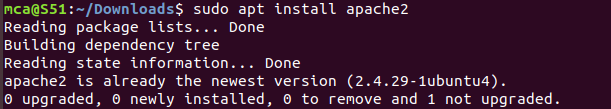 mca@S51:~/Downloads$ sudo apt install apache2
Reading package lists... Done
Building dependency tree
Reading state information... Done
apache2 is already the newest version (2.4.29-1ubuntu4).
0 upgraded, 0 newly installed, 0 to remove and 1 not upgraded.